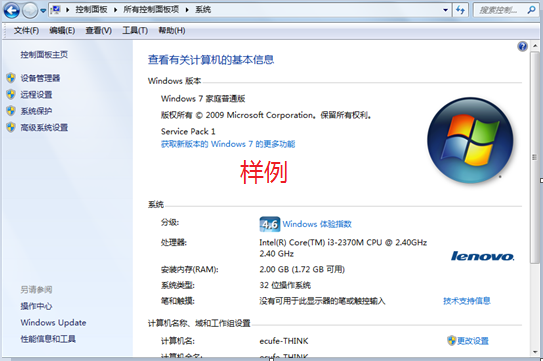 控制面板 ▸ 所有控制面板项 ▸ 系统
搜索控制...
文件(F) 编辑(E) 查看(V) 工具(T) 帮助(H)
控制面板主页
设备管理器
远程设置
系统保护
高级系统设置
另请参阅
操作中心
Windows Update
性能信息和工具
查看有关计算机的基本信息
Windows 版本
Windows 7 家庭普通版
版权所有 © 2009 Microsoft Corporation。保留所有权利。
Service Pack 1
获取新版本的 Windows 7 的更多功能
样例
系统
分级: 4.6 Windows 体验指数
处理器: Intel(R) Core(TM) i3-2370M CPU @ 2.40GHz
2.40 GHz
lenovo
安装内存(RAM): 2.00 GB (1.72 GB 可用)
系统类型: 32 位操作系统
笔和触摸: 没有可用于此显示器的笔或触控输入 技术支持信息
计算机名称、域和工作组设置
计算机名: ecufe-THINK 更改设置
计算机全名: ecufe-THINK